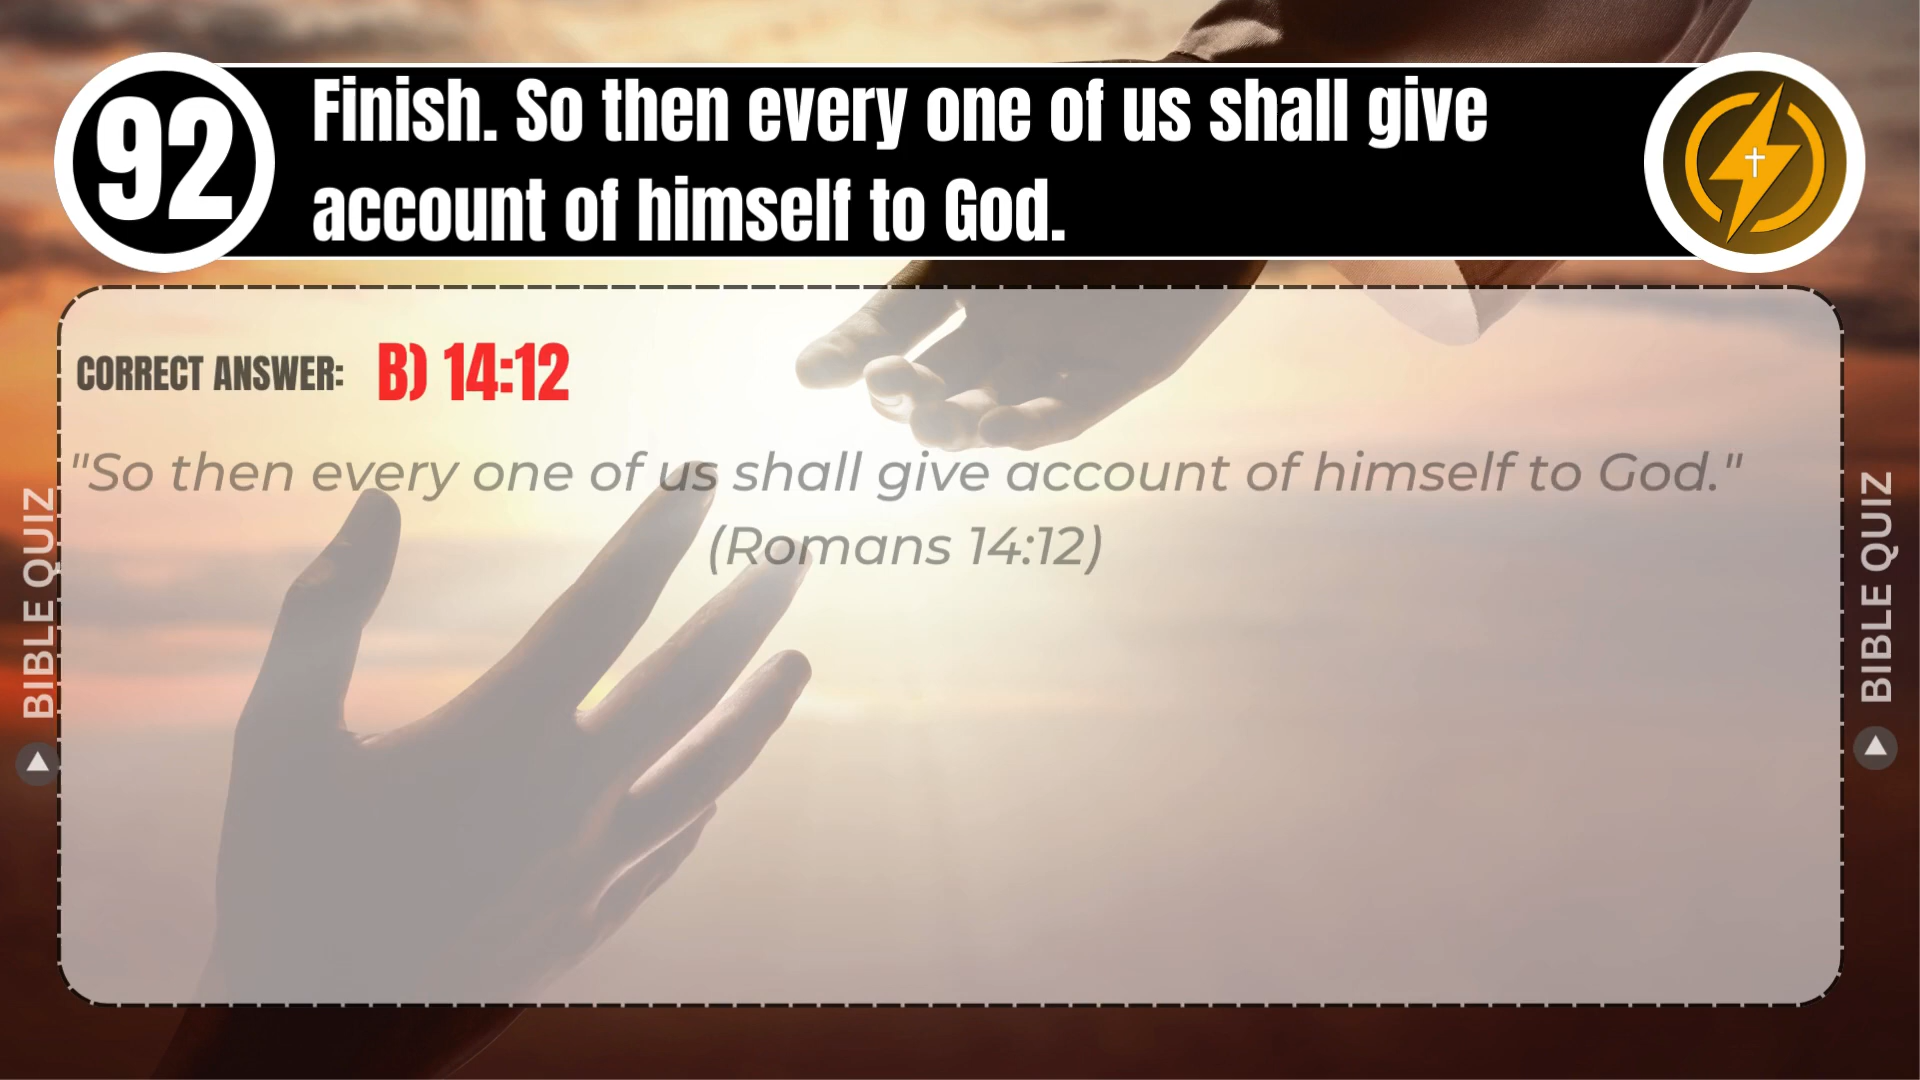 92
Finish. So then every one of us shall give
account of himself to God.
CORRECT ANSWER: B) 14:12
"So then every one of us shall give account of himself to God."
(Romans 14:12)
BIBLE QUIZ
BIBLE QUIZ